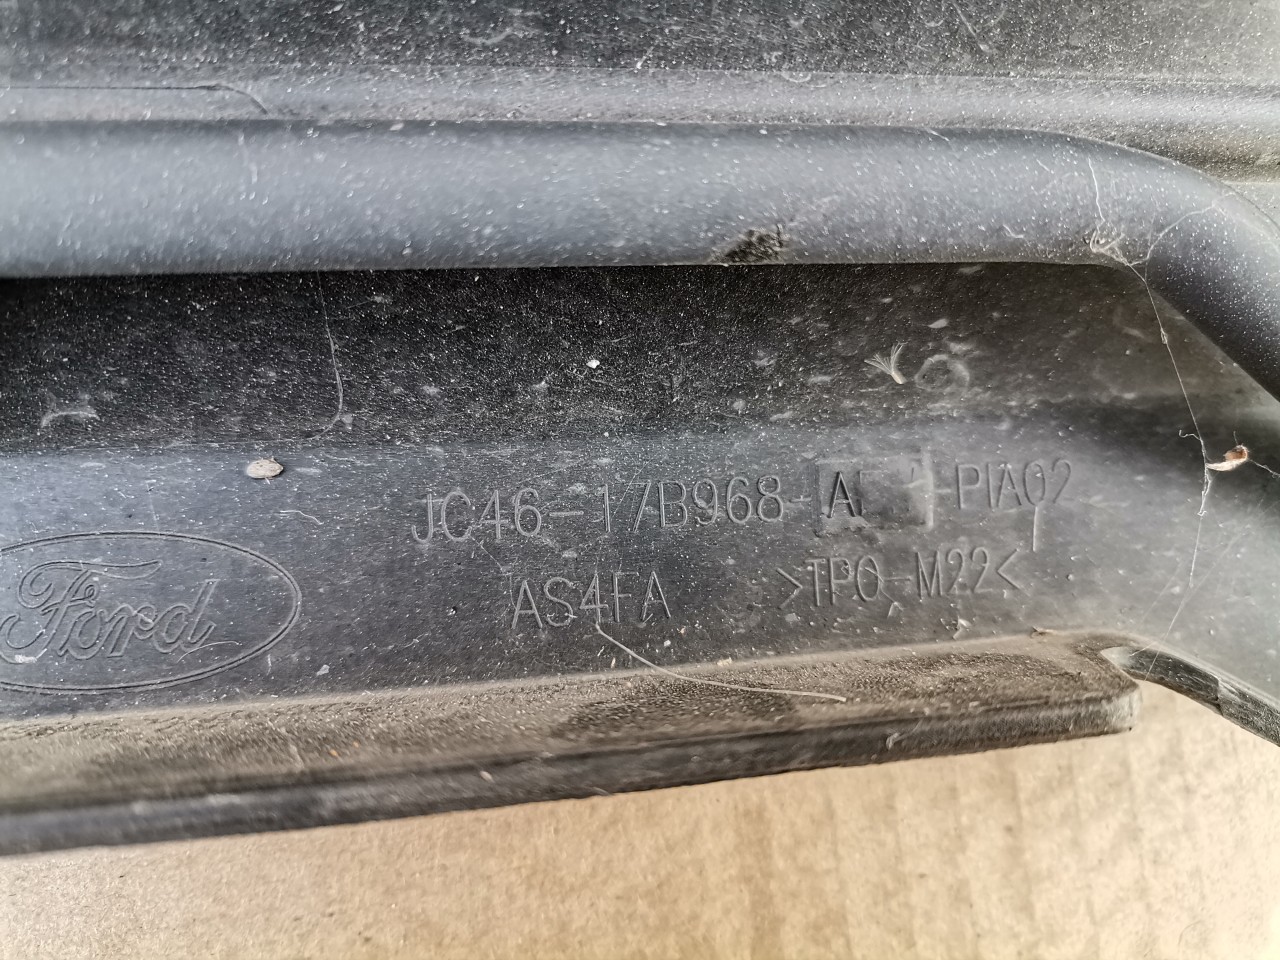 JC46-17B968-A -PIA02
AS4FA >TPO-M22<
Ford